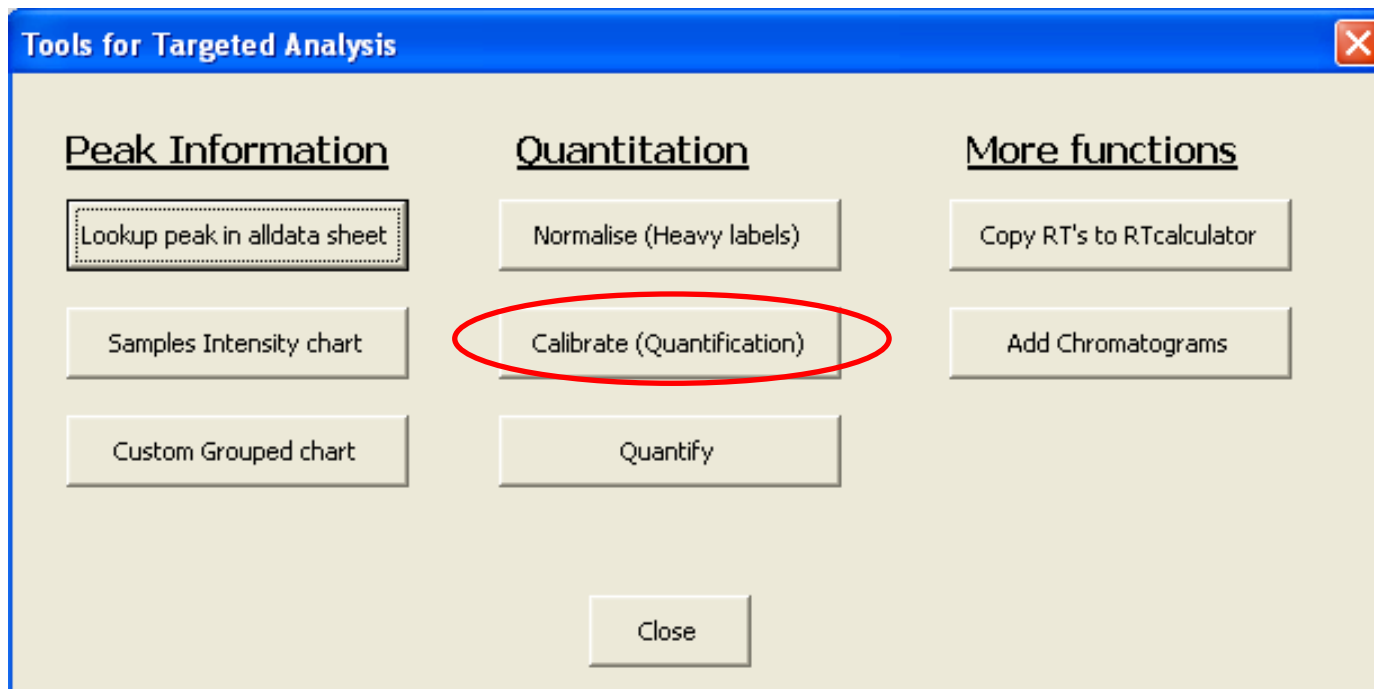 Tools for Targeted Analysis
Peak Information
Lookup peak in alldata sheet
Samples Intensity chart
Custom Grouped chart
Quantitation
Normalise (Heavy labels)
Calibrate (Quantification)
Quantify
More functions
Copy RT's to RTcalculator
Add Chromatograms
Close